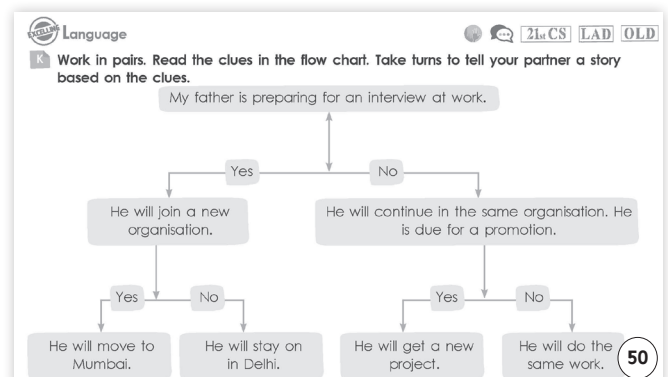 EXCELLING Language
21st CS LAD OLD
K Work in pairs. Read the clues in the flow chart. Take turns to tell your partner a story
based on the clues.
My father is preparing for an interview at work.
Yes No
He will join a new
organisation.
He will continue in the same organisation. He
is due for a promotion.
Yes No Yes No
He will move to
Mumbai.
He will stay on
in Delhi.
He will get a new
project.
He will do the
same work.
50